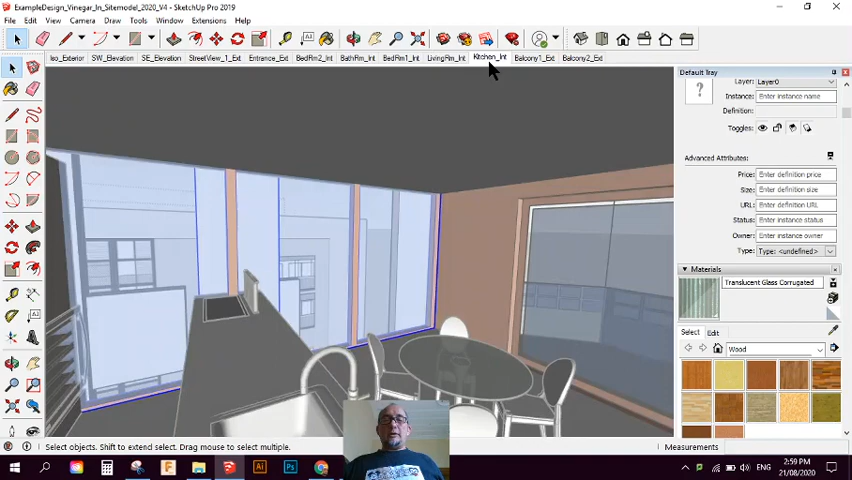 ExampleDesign_Vinegar_In_Sitemodel_2020_V4 - SketchUp Pro 2019
File Edit View Camera Draw Tools Window Extensions Help
Iso_Exterior SW_Elevation SE_Elevation StreetView_1_Ext Entrance_Ext BedRm2_Int BathRm_Int BedRm1_Int LivingRm_Int Kitchen_Int Balcony1_Ext Balcony2_Ext
Default Tray
Layer: Layer0
?
Instance: Enter instance name
Definition:
Toggles:
Advanced Attributes:
Price: Enter definition price
Size: Enter definition size
URL: Enter definition URL
Status: Enter instance status
Owner: Enter instance owner
Type: Type: <undefined>
Materials
Translucent Glass Corrugated
Select Edit
Wood
Select objects. Shift to extend select. Drag mouse to select multiple.
Measurements
Ai Ps
ENG
2:59 PM
21/08/2020